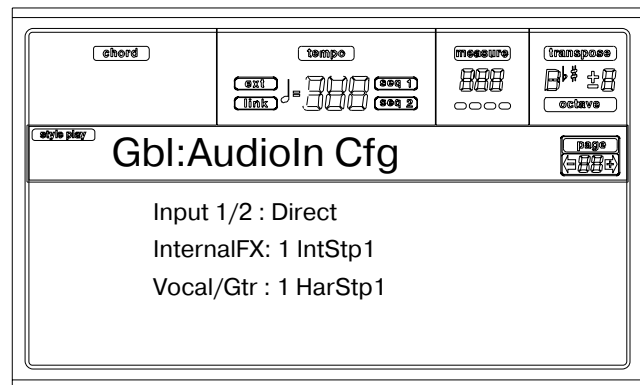 chord
tempo
measure
transpose
ext
seq 1
link
seq 2
octave
style play
Gbl:AudioIn Cfg
page
Input 1/2 : Direct
InternalFX: 1 IntStp1
Vocal/Gtr : 1 HarStp1